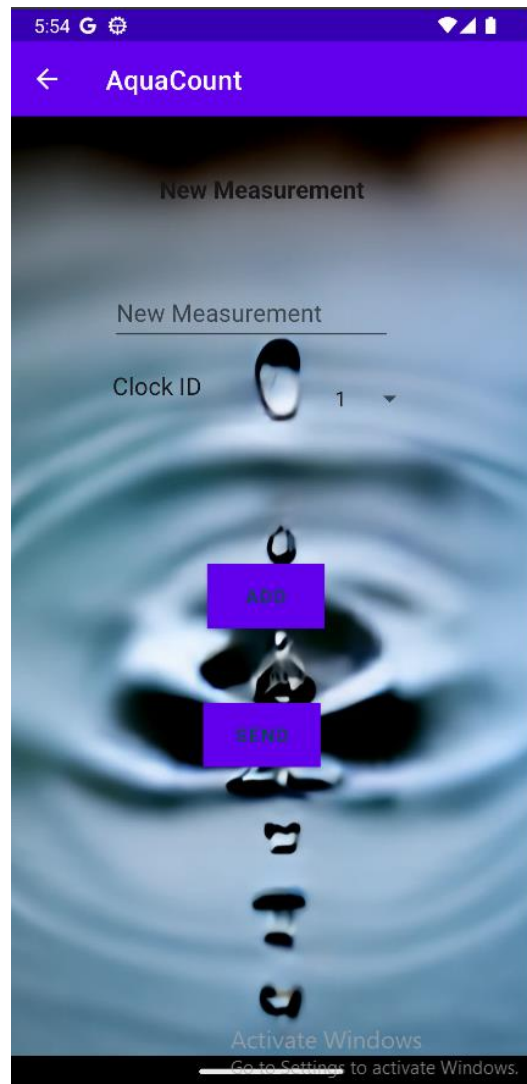 5:54 G
AquaCount
New Measurement
New Measurement
Clock ID
1
ADD
SEND
Activate Windows
Go to Settings to activate Windows.